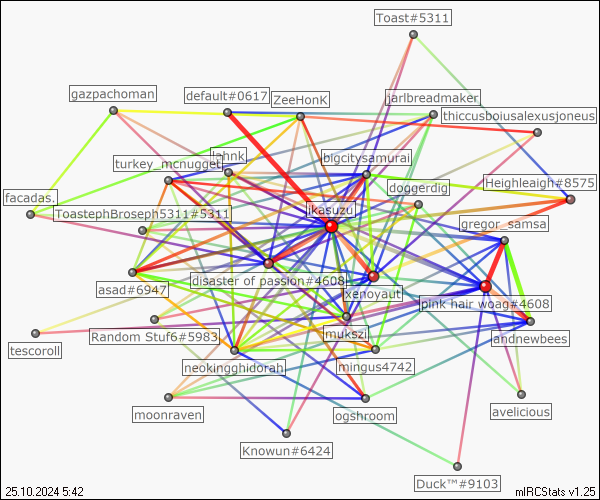 Toast#5311
gazpachoman
default#0617
ZeeHonK
jarlbreadmaker
thiccusboiusalexusjoneus
turkey_mcnugget
bigcitysamurai
doggerdig
Heighleaigh#8575
facadas.
ToastephBroseph5311#5311
ikasuzu
gregor_samsa
asad#6947
disaster of passion#4608
xenoyaut
pink hair woag#4608
tescoroll
Random Stuf6#5983
mukszil
andnewbees
neokingghidorah
mingus4742
moonraven
ogshroom
avelicious
Knowun#6424
Duck™#9103
25.10.2024 5:42
mIRCStats v1.25